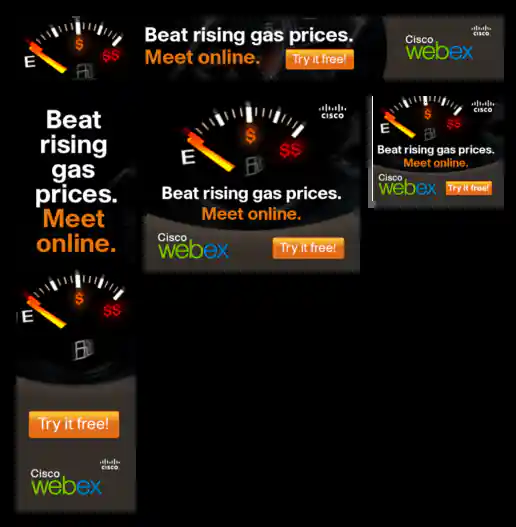 E
$
$$
Beat rising gas prices.
Meet online.
Try it free!
Cisco
webex
CISCO
Beat
rising
gas
prices.
Meet
online.
E
$
$$
Try it free!
CISCO
Cisco
webex
CISCO
E
$
$$
Beat rising gas prices.
Meet online.
Cisco
webex
Try it free!
CISCO
E
$
$$
Beat rising gas prices.
Meet online.
Cisco
webex
Try it free!